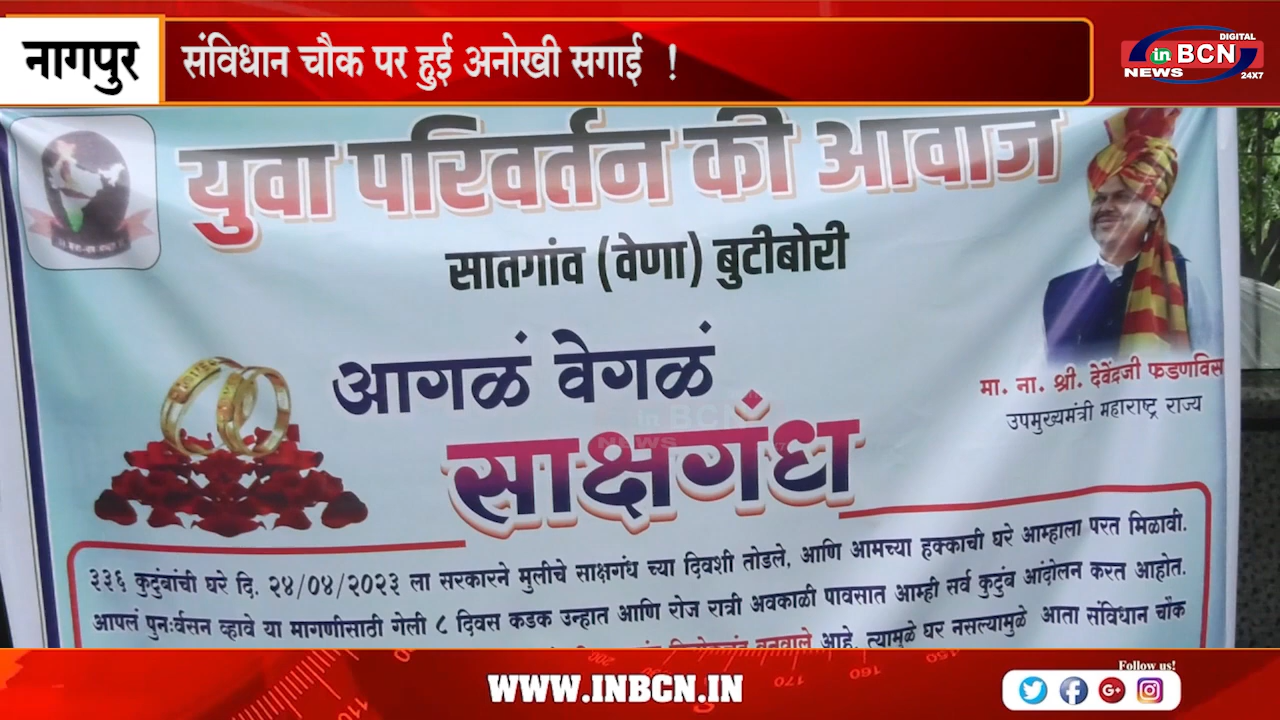 नागपुर
संविधान चौक पर हुई अनोखी सगाई !
DIGITAL
in BCN
NEWS 24X7
युवा परिवर्तन की आवाज
सातगांव (वेणा) बुटीबोरी
आगळं वेगळं
साक्षगंध
मा. ना. श्री. देवेंद्रजी फडणविस
उपमुख्यमंत्री महाराष्ट्र राज्य
in BCN
NEWS
३३६ कुटुंबांची घरे दि. २४/०४/२०२३ ला सरकारने मुलीचे साक्षगंध च्या दिवशी तोडले, आणि आमच्या हक्काची घरे आम्हाला परत मिळावी.
आपलं पुनःर्वसन व्हावे या मागणीसाठी गेली ८ दिवस कडक उन्हात आणि रोज रात्री अवकाळी पावसात आम्ही सर्व कुटुंब आंदोलन करत आहोत.
आहे. त्यामुळे घर नसल्यामुळे आता संविधान चौक
WWW.INBCN.IN
Follow us!